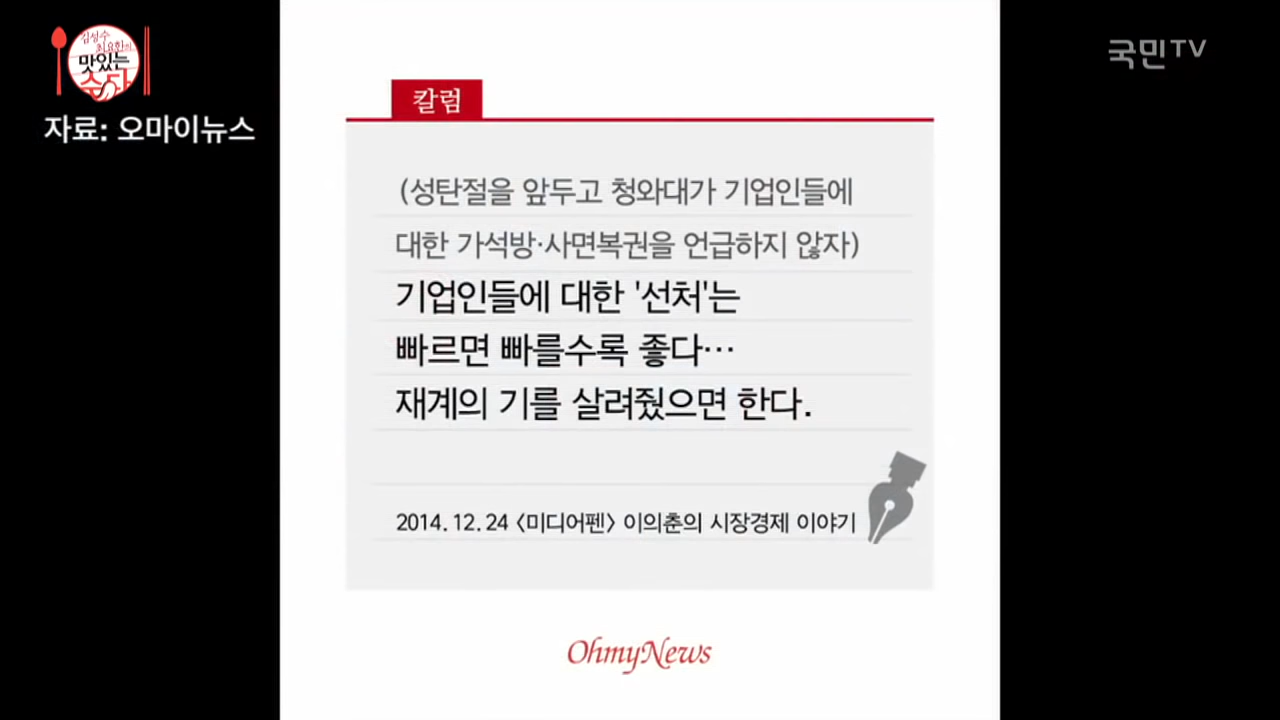 김성수
최요한의
맛있는
수다
국민TV
자료: 오마이뉴스
칼럼
(성탄절을 앞두고 청와대가 기업인들에
대한 가석방·사면복권을 언급하지 않자)
기업인들에 대한 '선처'는
빠르면 빠를수록 좋다…
재계의 기를 살려줬으면 한다.
2014.12.24 <미디어펜> 이의춘의 시장경제 이야기
OhmyNews